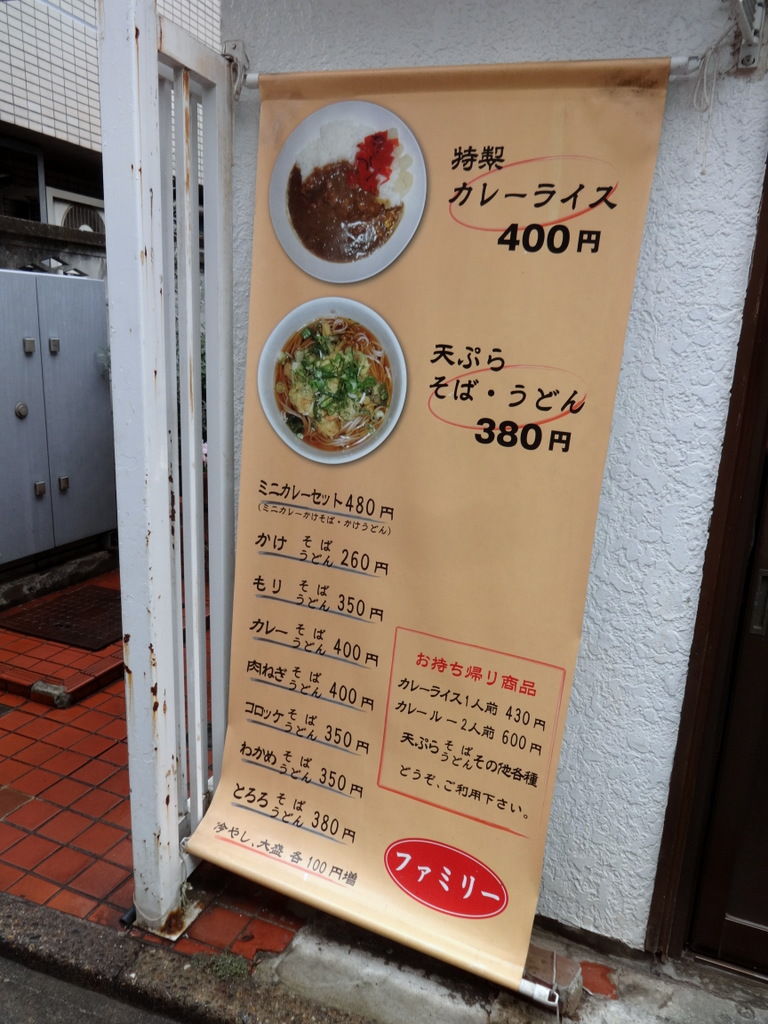 特製
カレーライス
400円
天ぷら
そば・うどん
380円
ミニカレーセット480円
(ミニカレーかけそば・かけうどん)
かけ そば うどん 260円
もり そば うどん 350円
カレー そば うどん 400円
肉ねぎ そば うどん 400円
コロッケ そば うどん 350円
わかめ そば うどん 350円
とろろ そば うどん 380円
冷やし、大盛 各100円増
お持ち帰り商品
カレーライス1人前 430円
カレールー2人前 600円
天ぷら そば うどん その他各種
どうぞ、ご利用下さい。
ファミリー